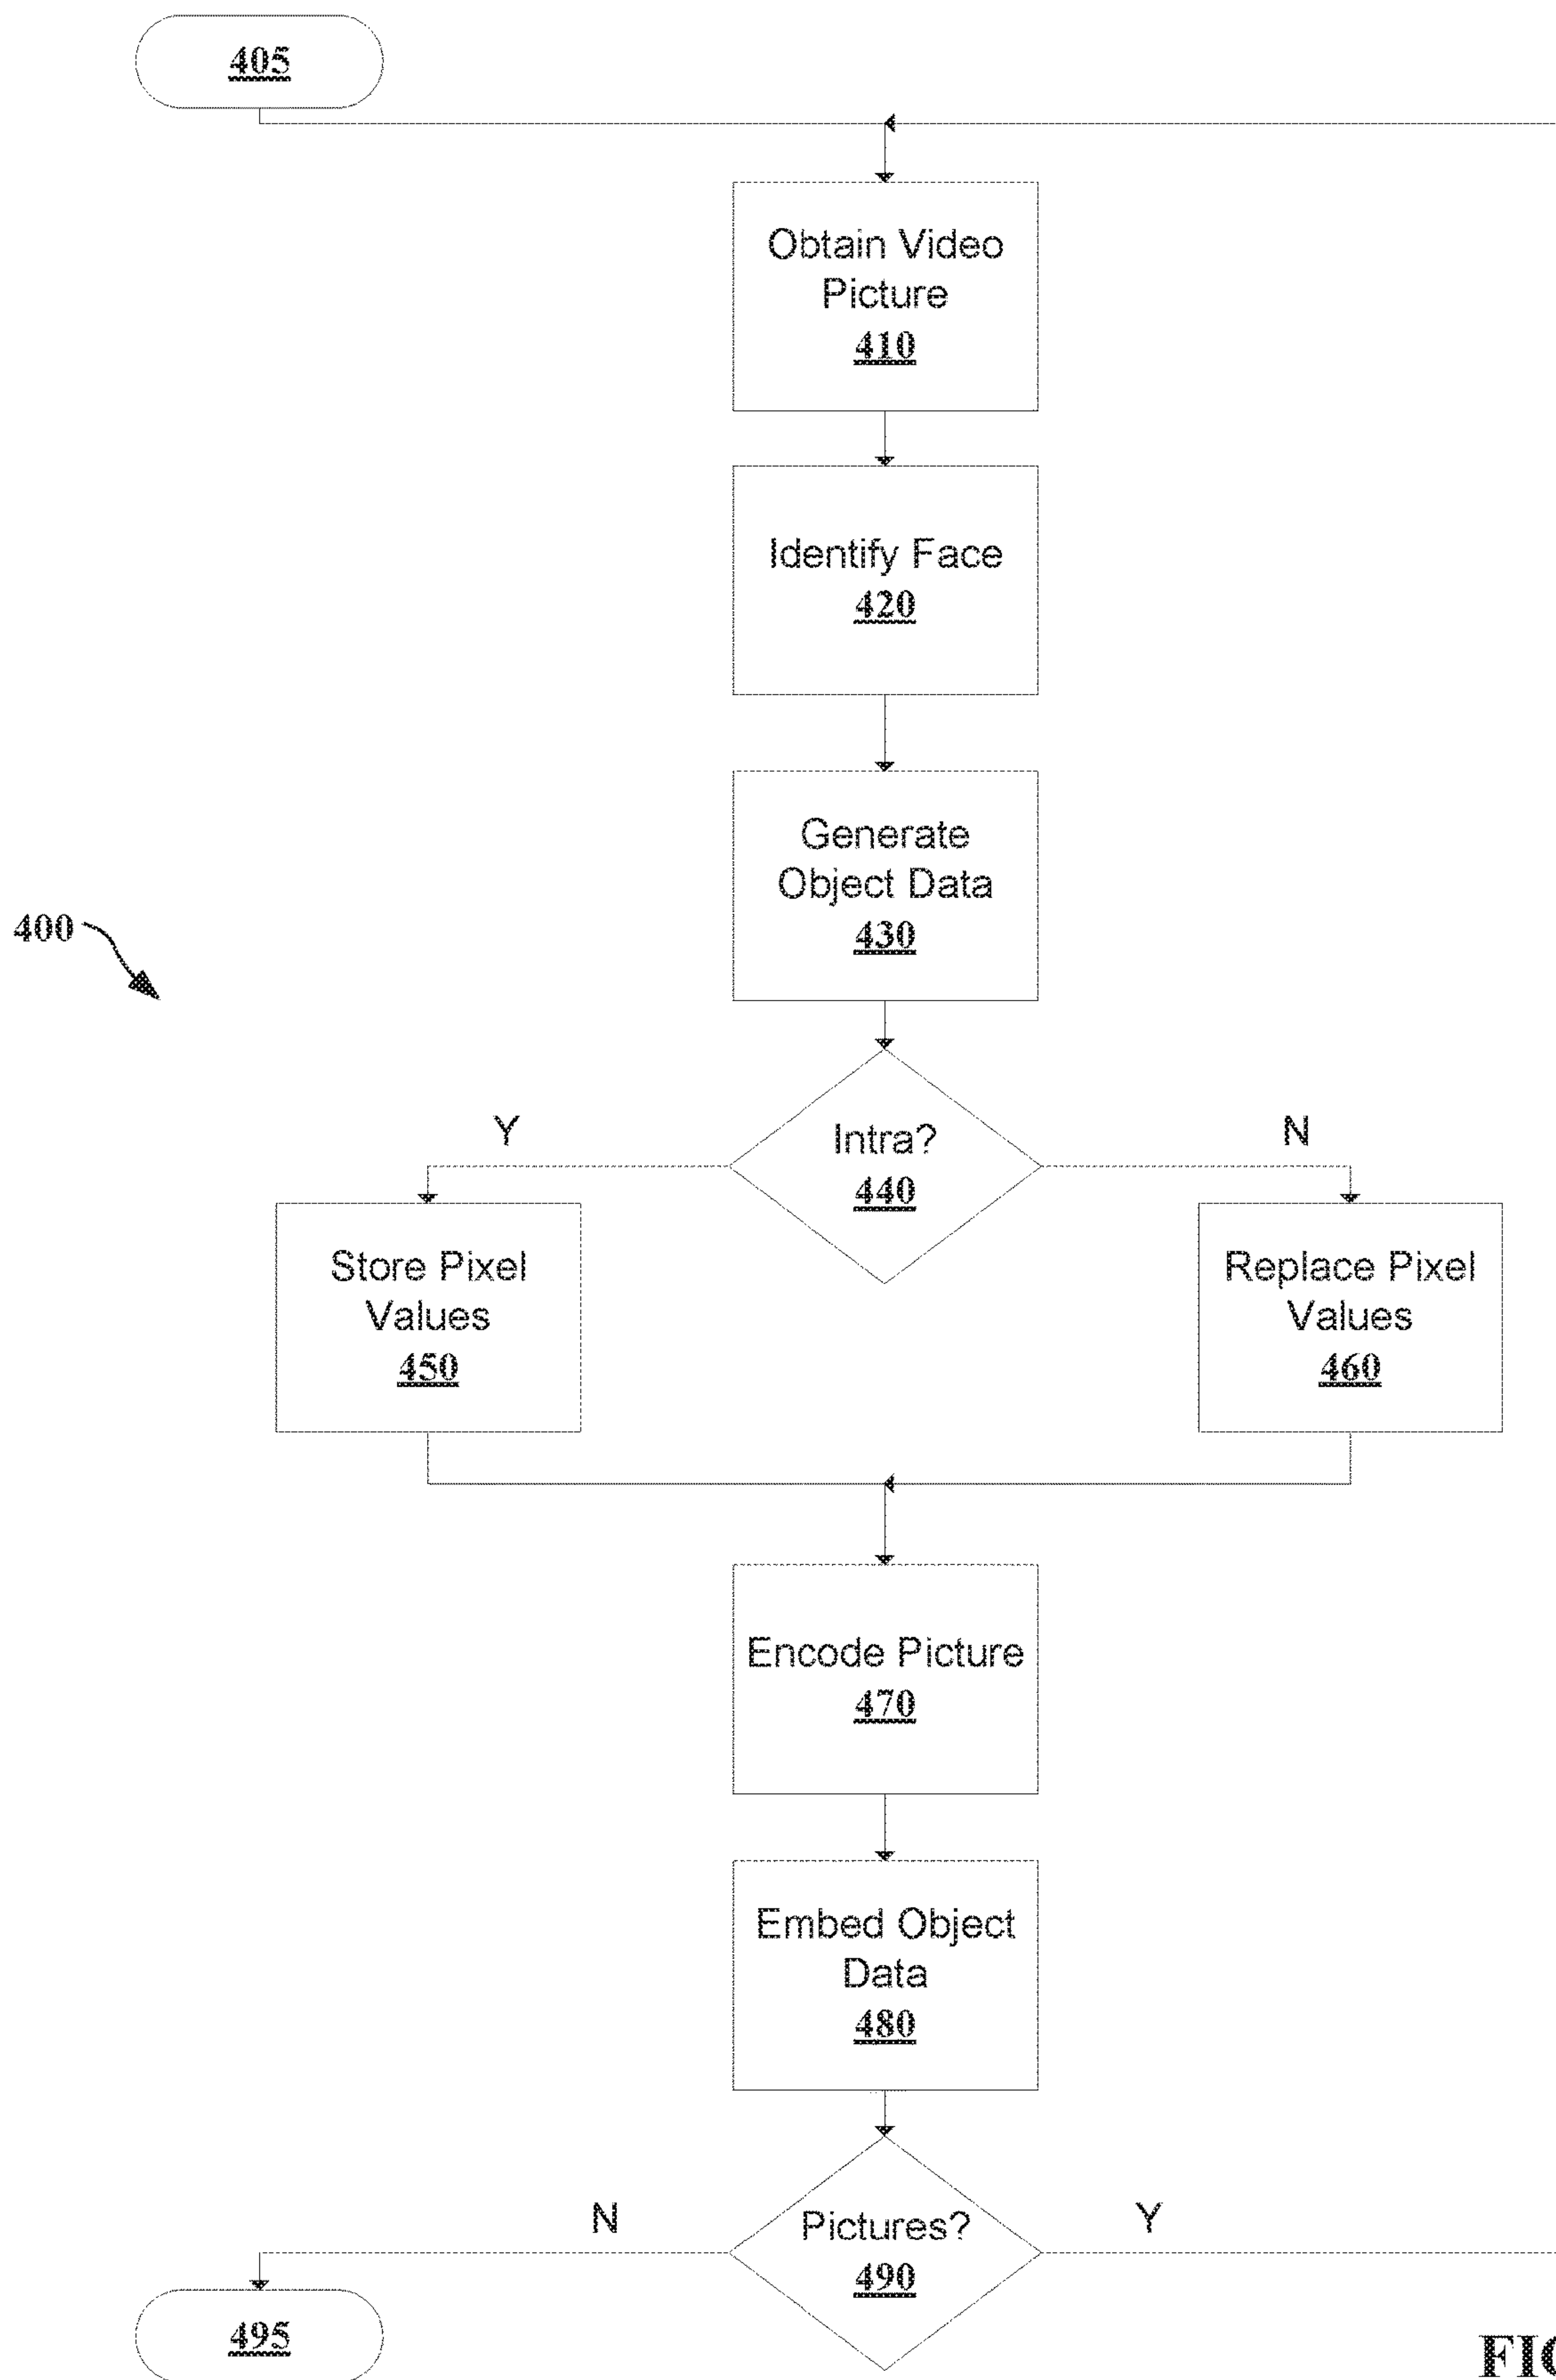 405
Obtain Video
Picture
410
Identify Face
420
Generate
Object Data
430
400
Intra?
440
Y
N
Store Pixel
Values
450
Replace Pixel
Values
460
Encode Picture
470
Embed Object
Data
480
Pictures?
490
N
Y
495